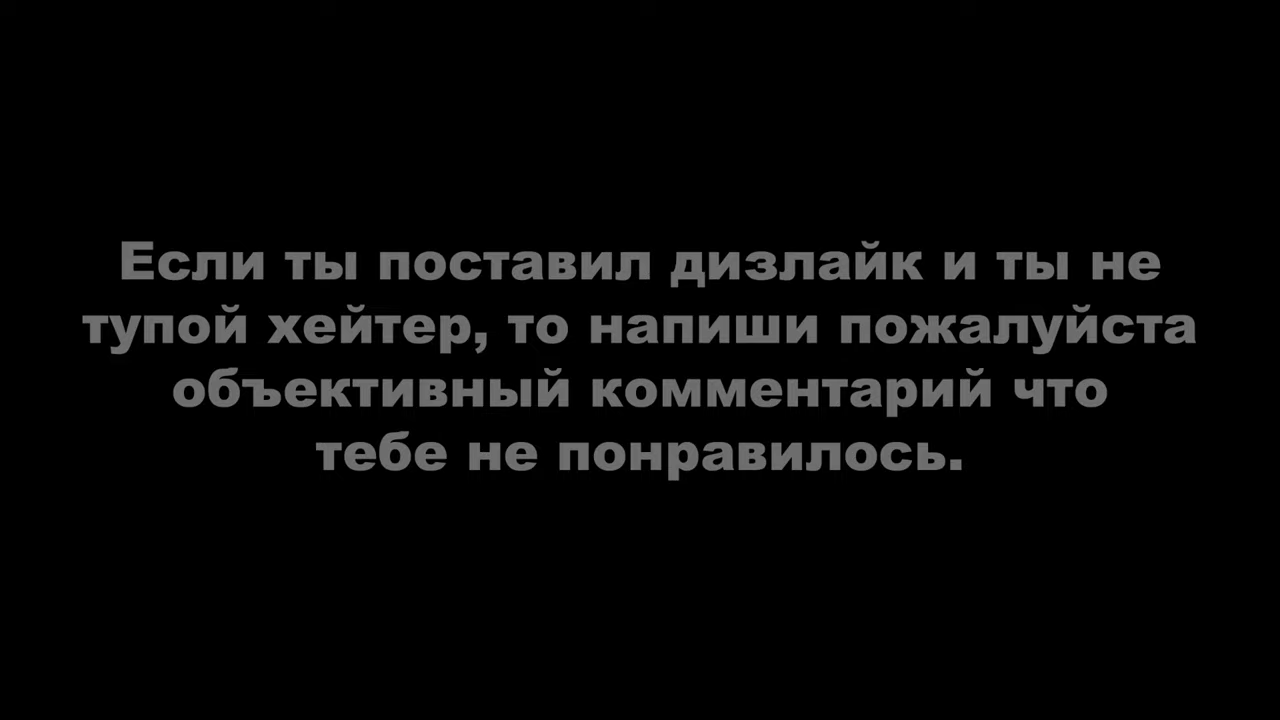 Если ты поставил дизлайк и ты не
тупой хейтер, то напиши пожалуйста
объективный комментарий что
тебе не понравилось.